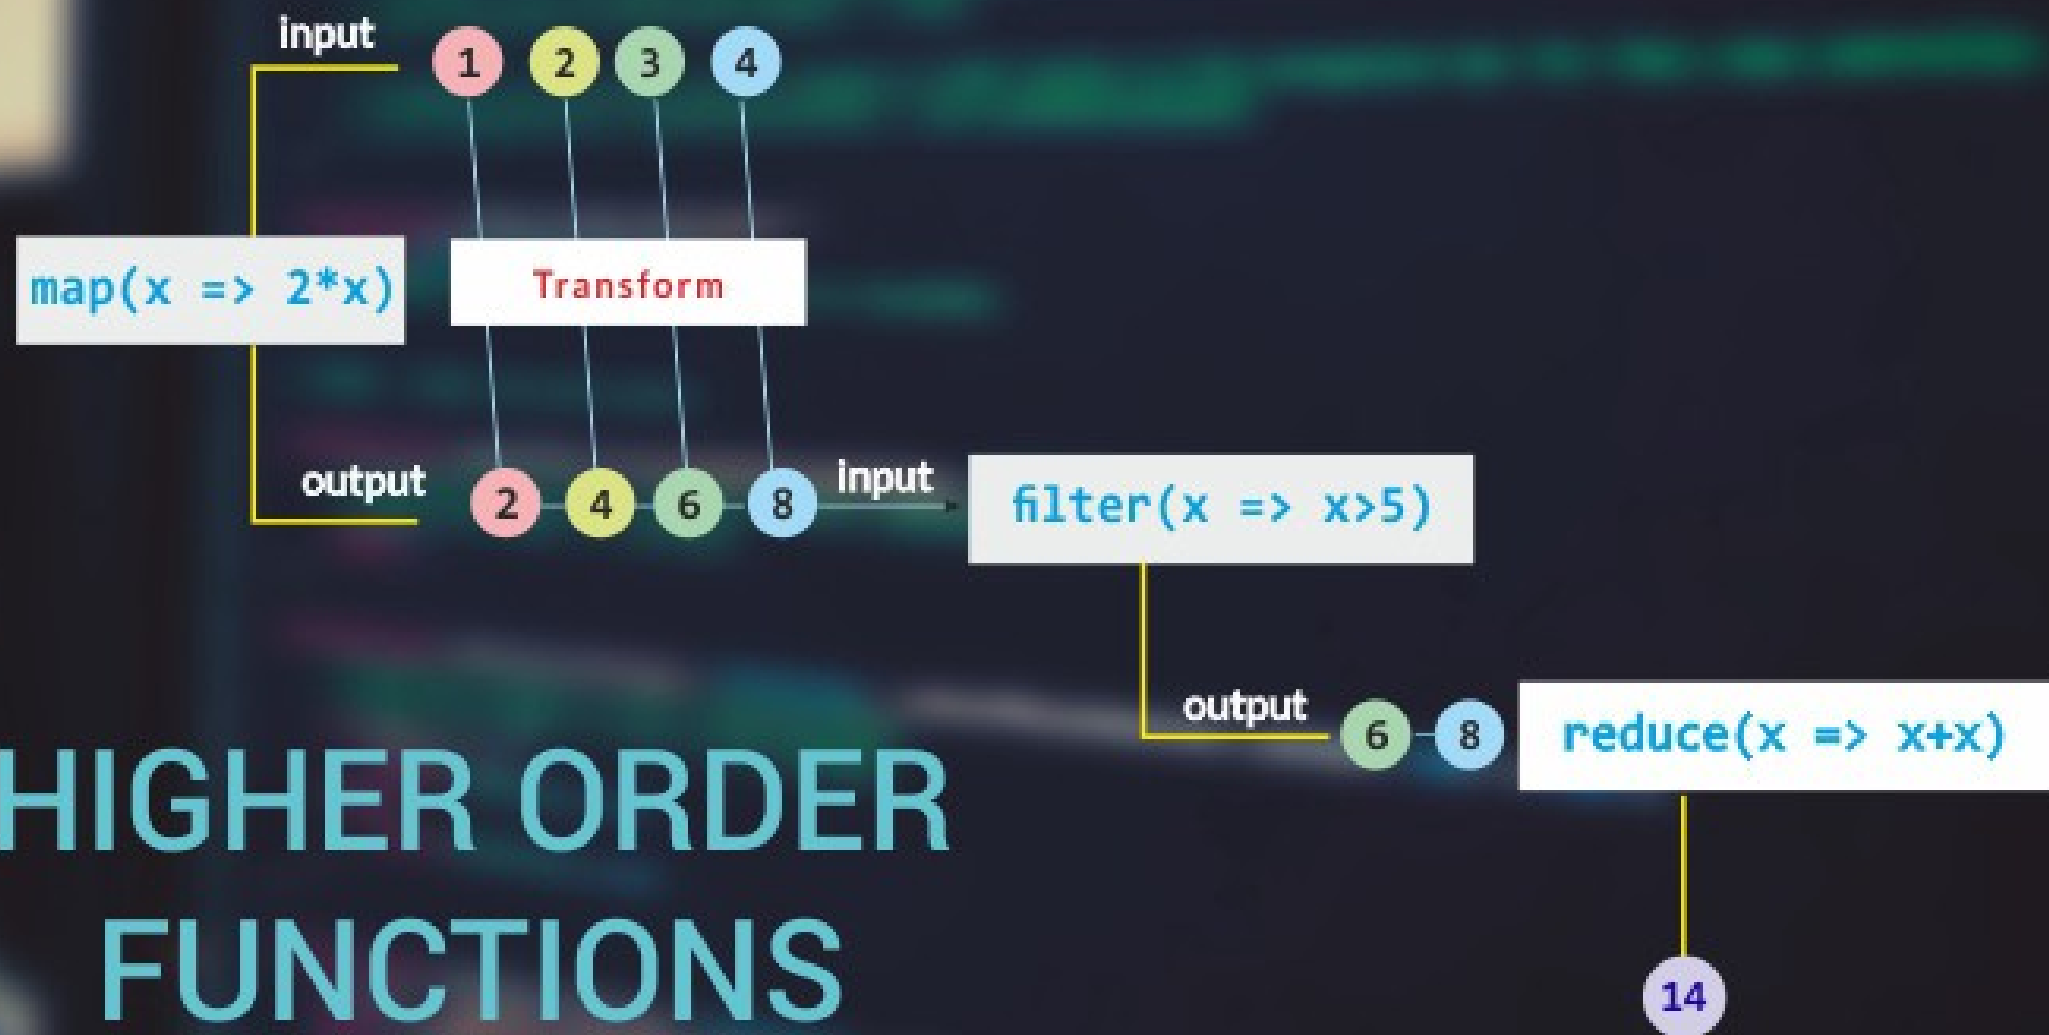 input
1 2 3 4
map(x => 2*x)
Transform
output
2 4 6 8
input
filter(x => x>5)
output
6 8
reduce(x => x+x)
14
HIGHER ORDER
FUNCTIONS